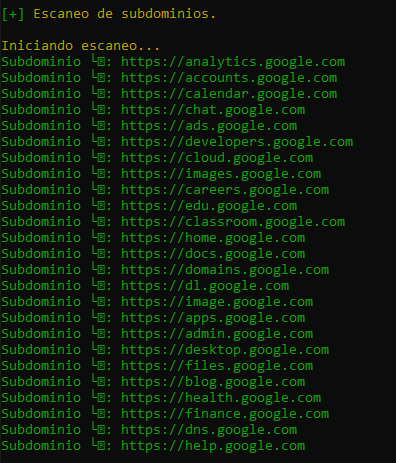 [+] Escaneo de subdominios.
Iniciando escaneo...
Subdominio └⍰: https://analytics.google.com
Subdominio └⍰: https://accounts.google.com
Subdominio └⍰: https://calendar.google.com
Subdominio └⍰: https://chat.google.com
Subdominio └⍰: https://ads.google.com
Subdominio └⍰: https://developers.google.com
Subdominio └⍰: https://cloud.google.com
Subdominio └⍰: https://images.google.com
Subdominio └⍰: https://careers.google.com
Subdominio └⍰: https://edu.google.com
Subdominio └⍰: https://classroom.google.com
Subdominio └⍰: https://home.google.com
Subdominio └⍰: https://docs.google.com
Subdominio └⍰: https://domains.google.com
Subdominio └⍰: https://dl.google.com
Subdominio └⍰: https://image.google.com
Subdominio └⍰: https://apps.google.com
Subdominio └⍰: https://admin.google.com
Subdominio └⍰: https://desktop.google.com
Subdominio └⍰: https://files.google.com
Subdominio └⍰: https://blog.google.com
Subdominio └⍰: https://health.google.com
Subdominio └⍰: https://finance.google.com
Subdominio └⍰: https://dns.google.com
Subdominio └⍰: https://help.google.com